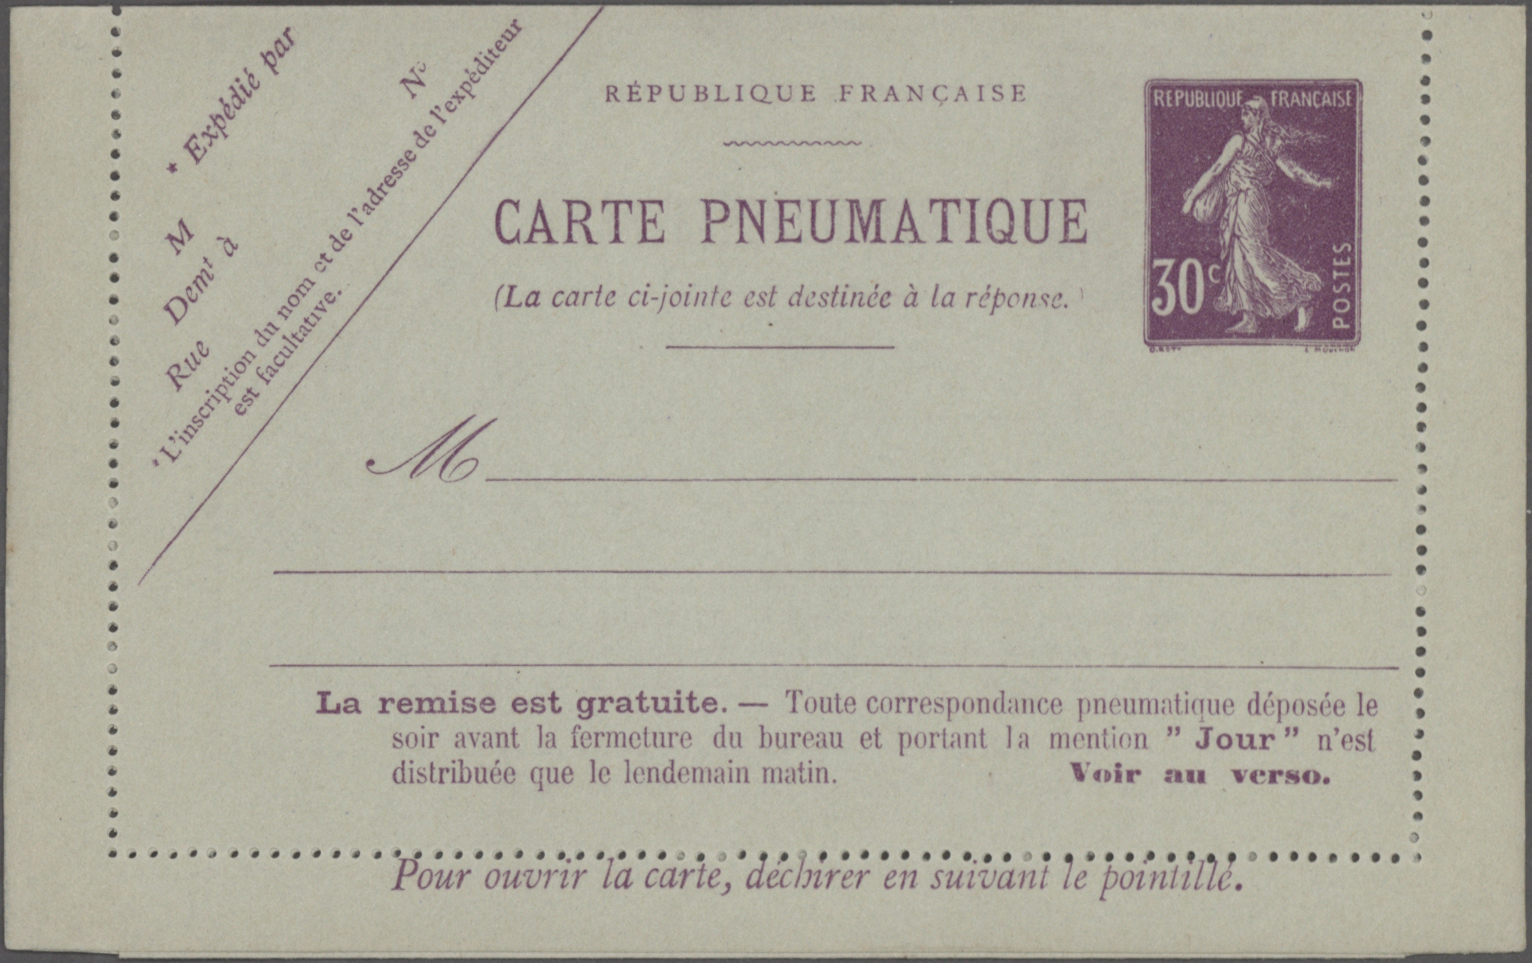 * Expédié par
M
Demt à
Rue
N°
*L'inscription du nom et de l'adresse de l'expéditeur
est facultative.
RÉPUBLIQUE FRANÇAISE
CARTE PNEUMATIQUE
(La carte ci-jointe est destinée à la réponse.)
REPUBLIQUE FRANÇAISE
30c
POSTES
O.ROTY
L MOUCHON
M
La remise est gratuite. — Toute correspondance pneumatique déposée le
soir avant la fermeture du bureau et portant la mention " Jour " n'est
distribuée que le lendemain matin. Voir au verso.
Pour ouvrir la carte, déchirer en suivant le pointillé.